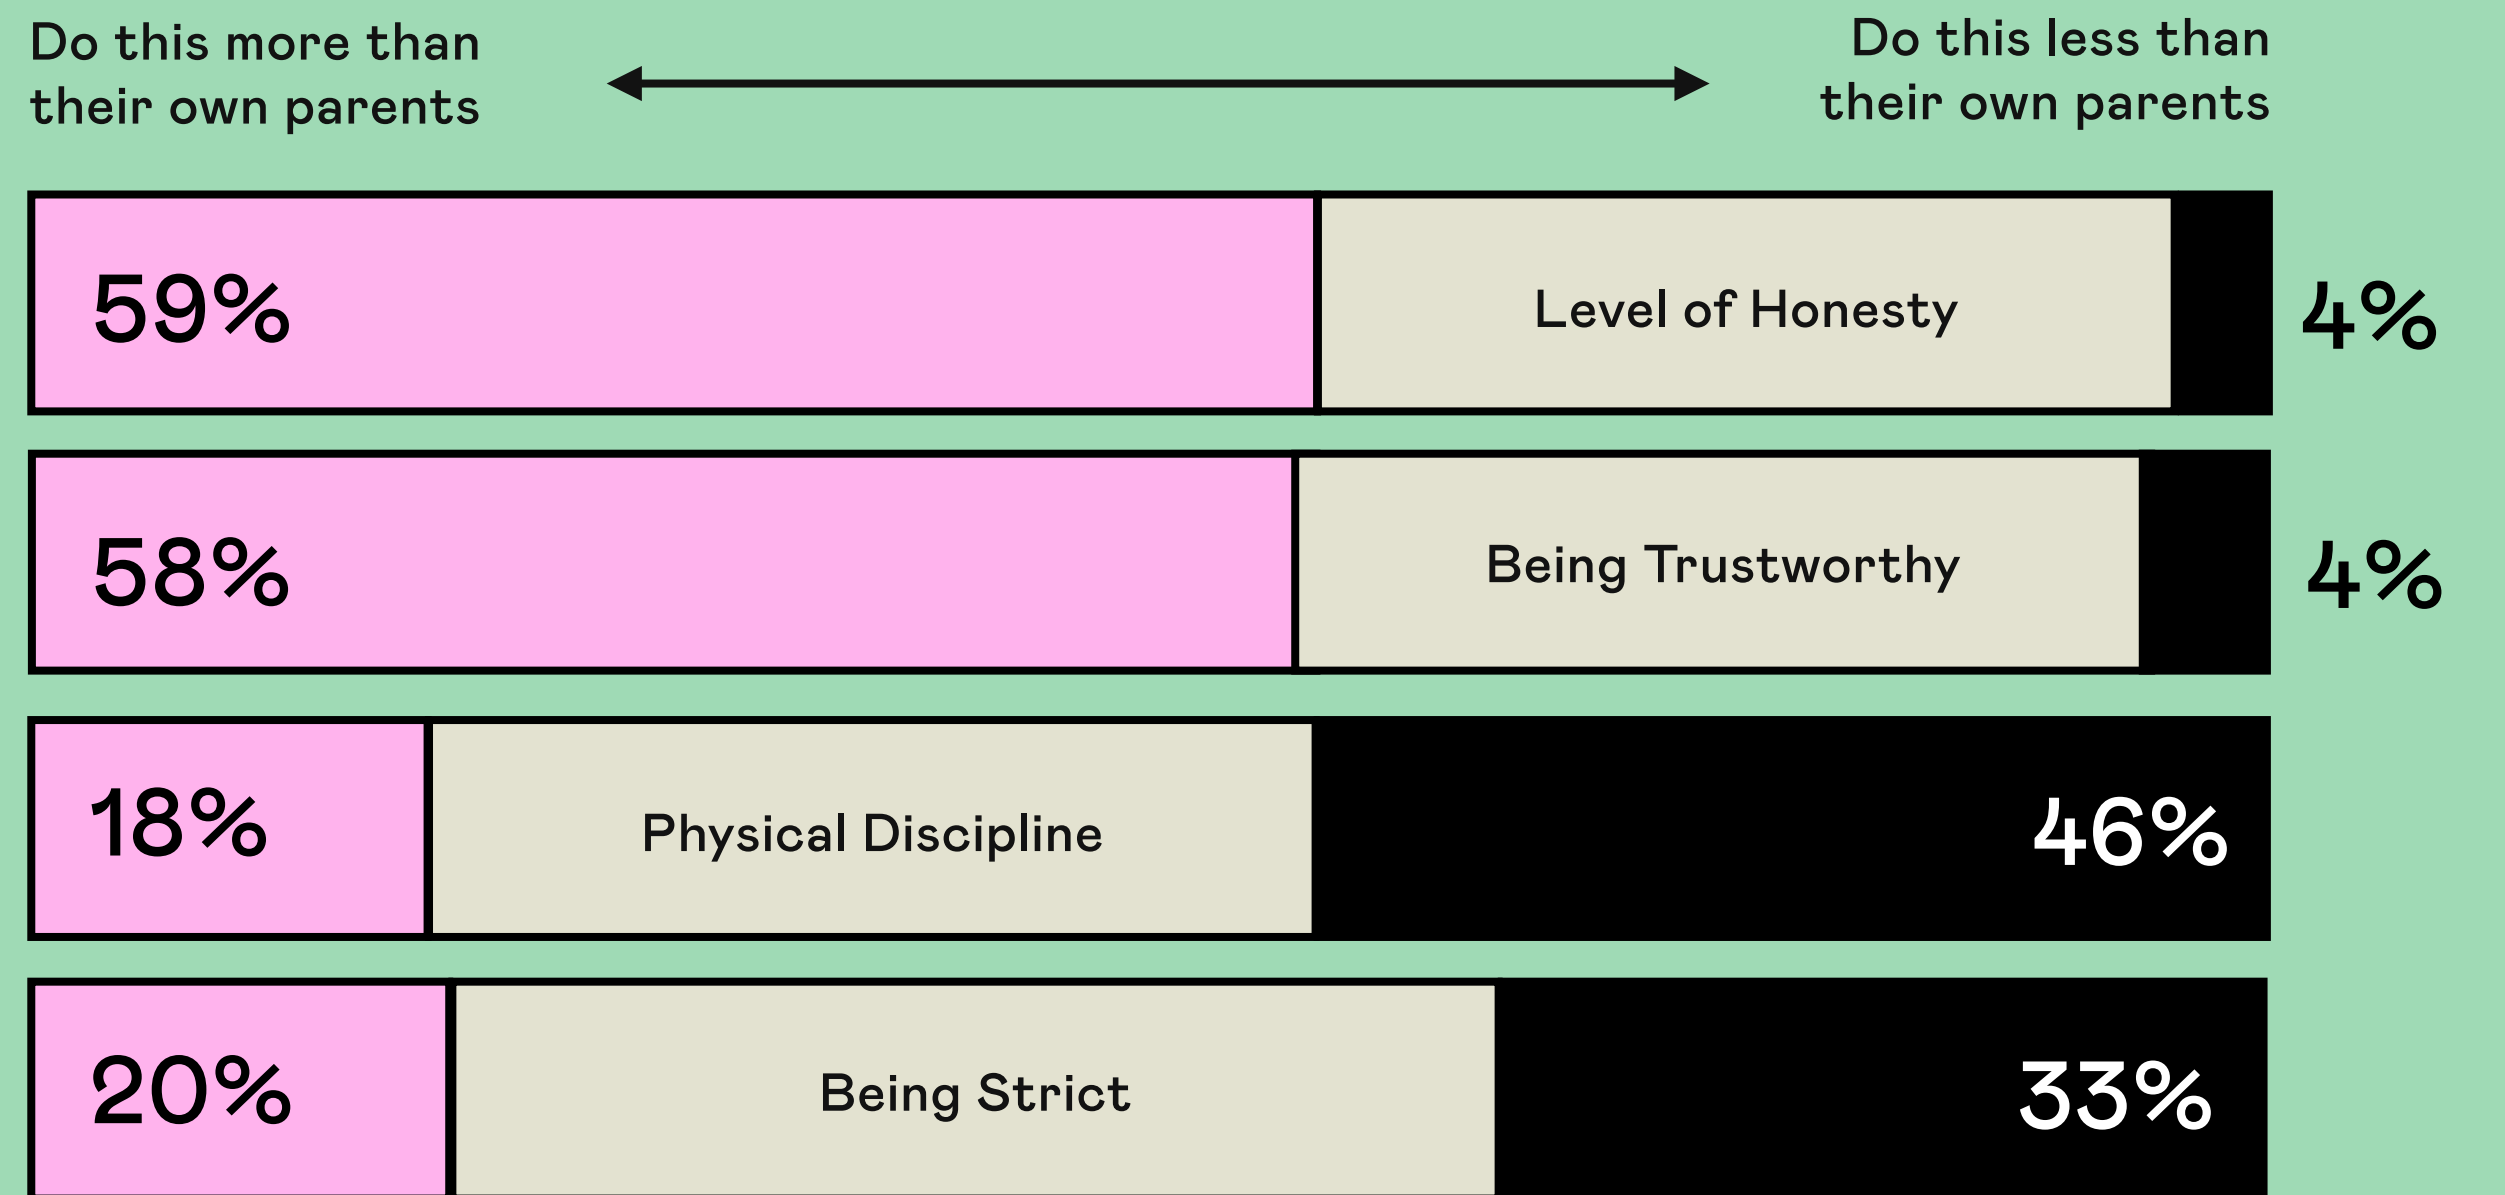 Do this more than
their own parents
Do this less than
their own parents
59%
Level of Honesty
4%
58%
Being Trustworthy
4%
18%
Physical Discipline
46%
20%
Being Strict
33%